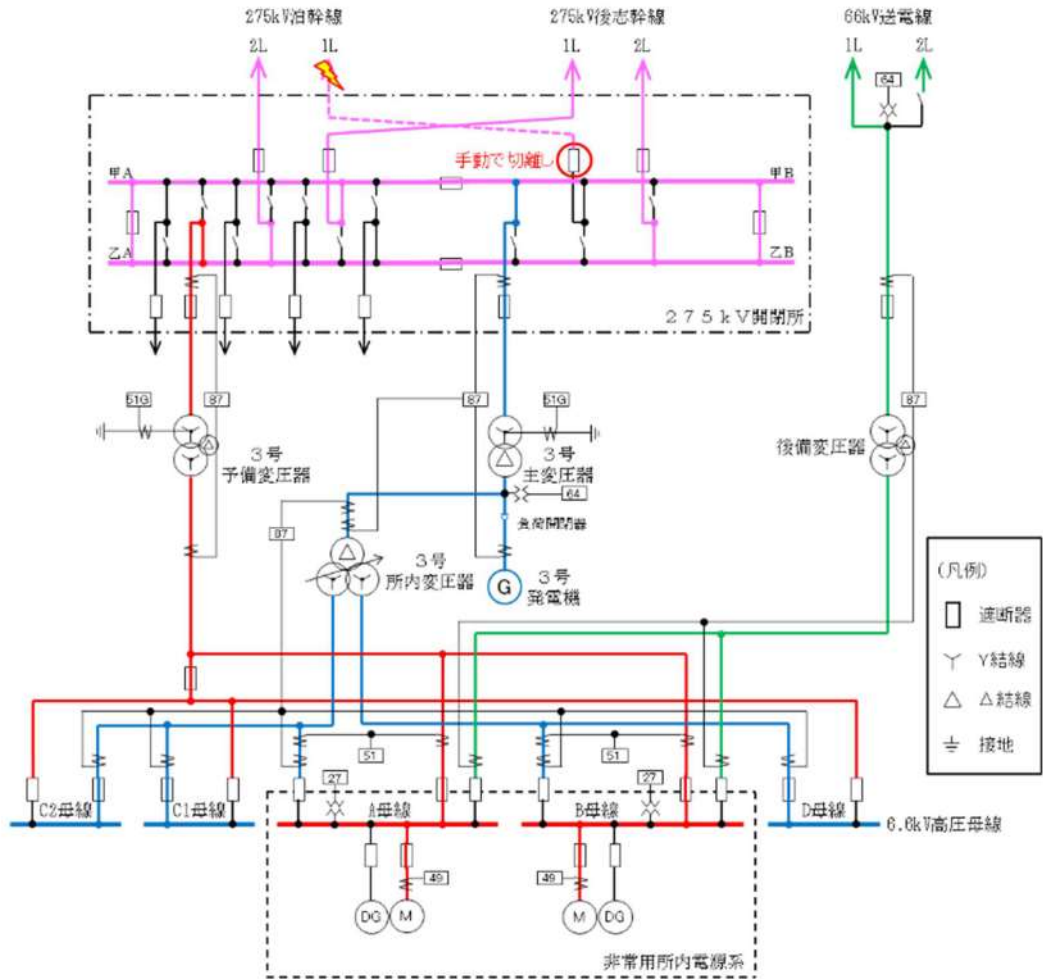 275kV泊幹線
275kV後志幹線
66kV送電線
2L
1L
1L
2L
1L
2L
64
手動で切離し
甲A
甲B
乙A
乙B
275kV開閉所
51G
87
87
51G
87
3号
予備変圧器
3号
主変圧器
後備変圧器
64
負荷開閉器
87
3号
所内変圧器
G
3号
発電機
(凡例)
遮断器
Y結線
△結線
接地
51
51
27
27
C2母線
C1母線
A母線
B母線
D母線
6.6kV高圧母線
49
49
DG
M
M
DG
非常用所内電源系